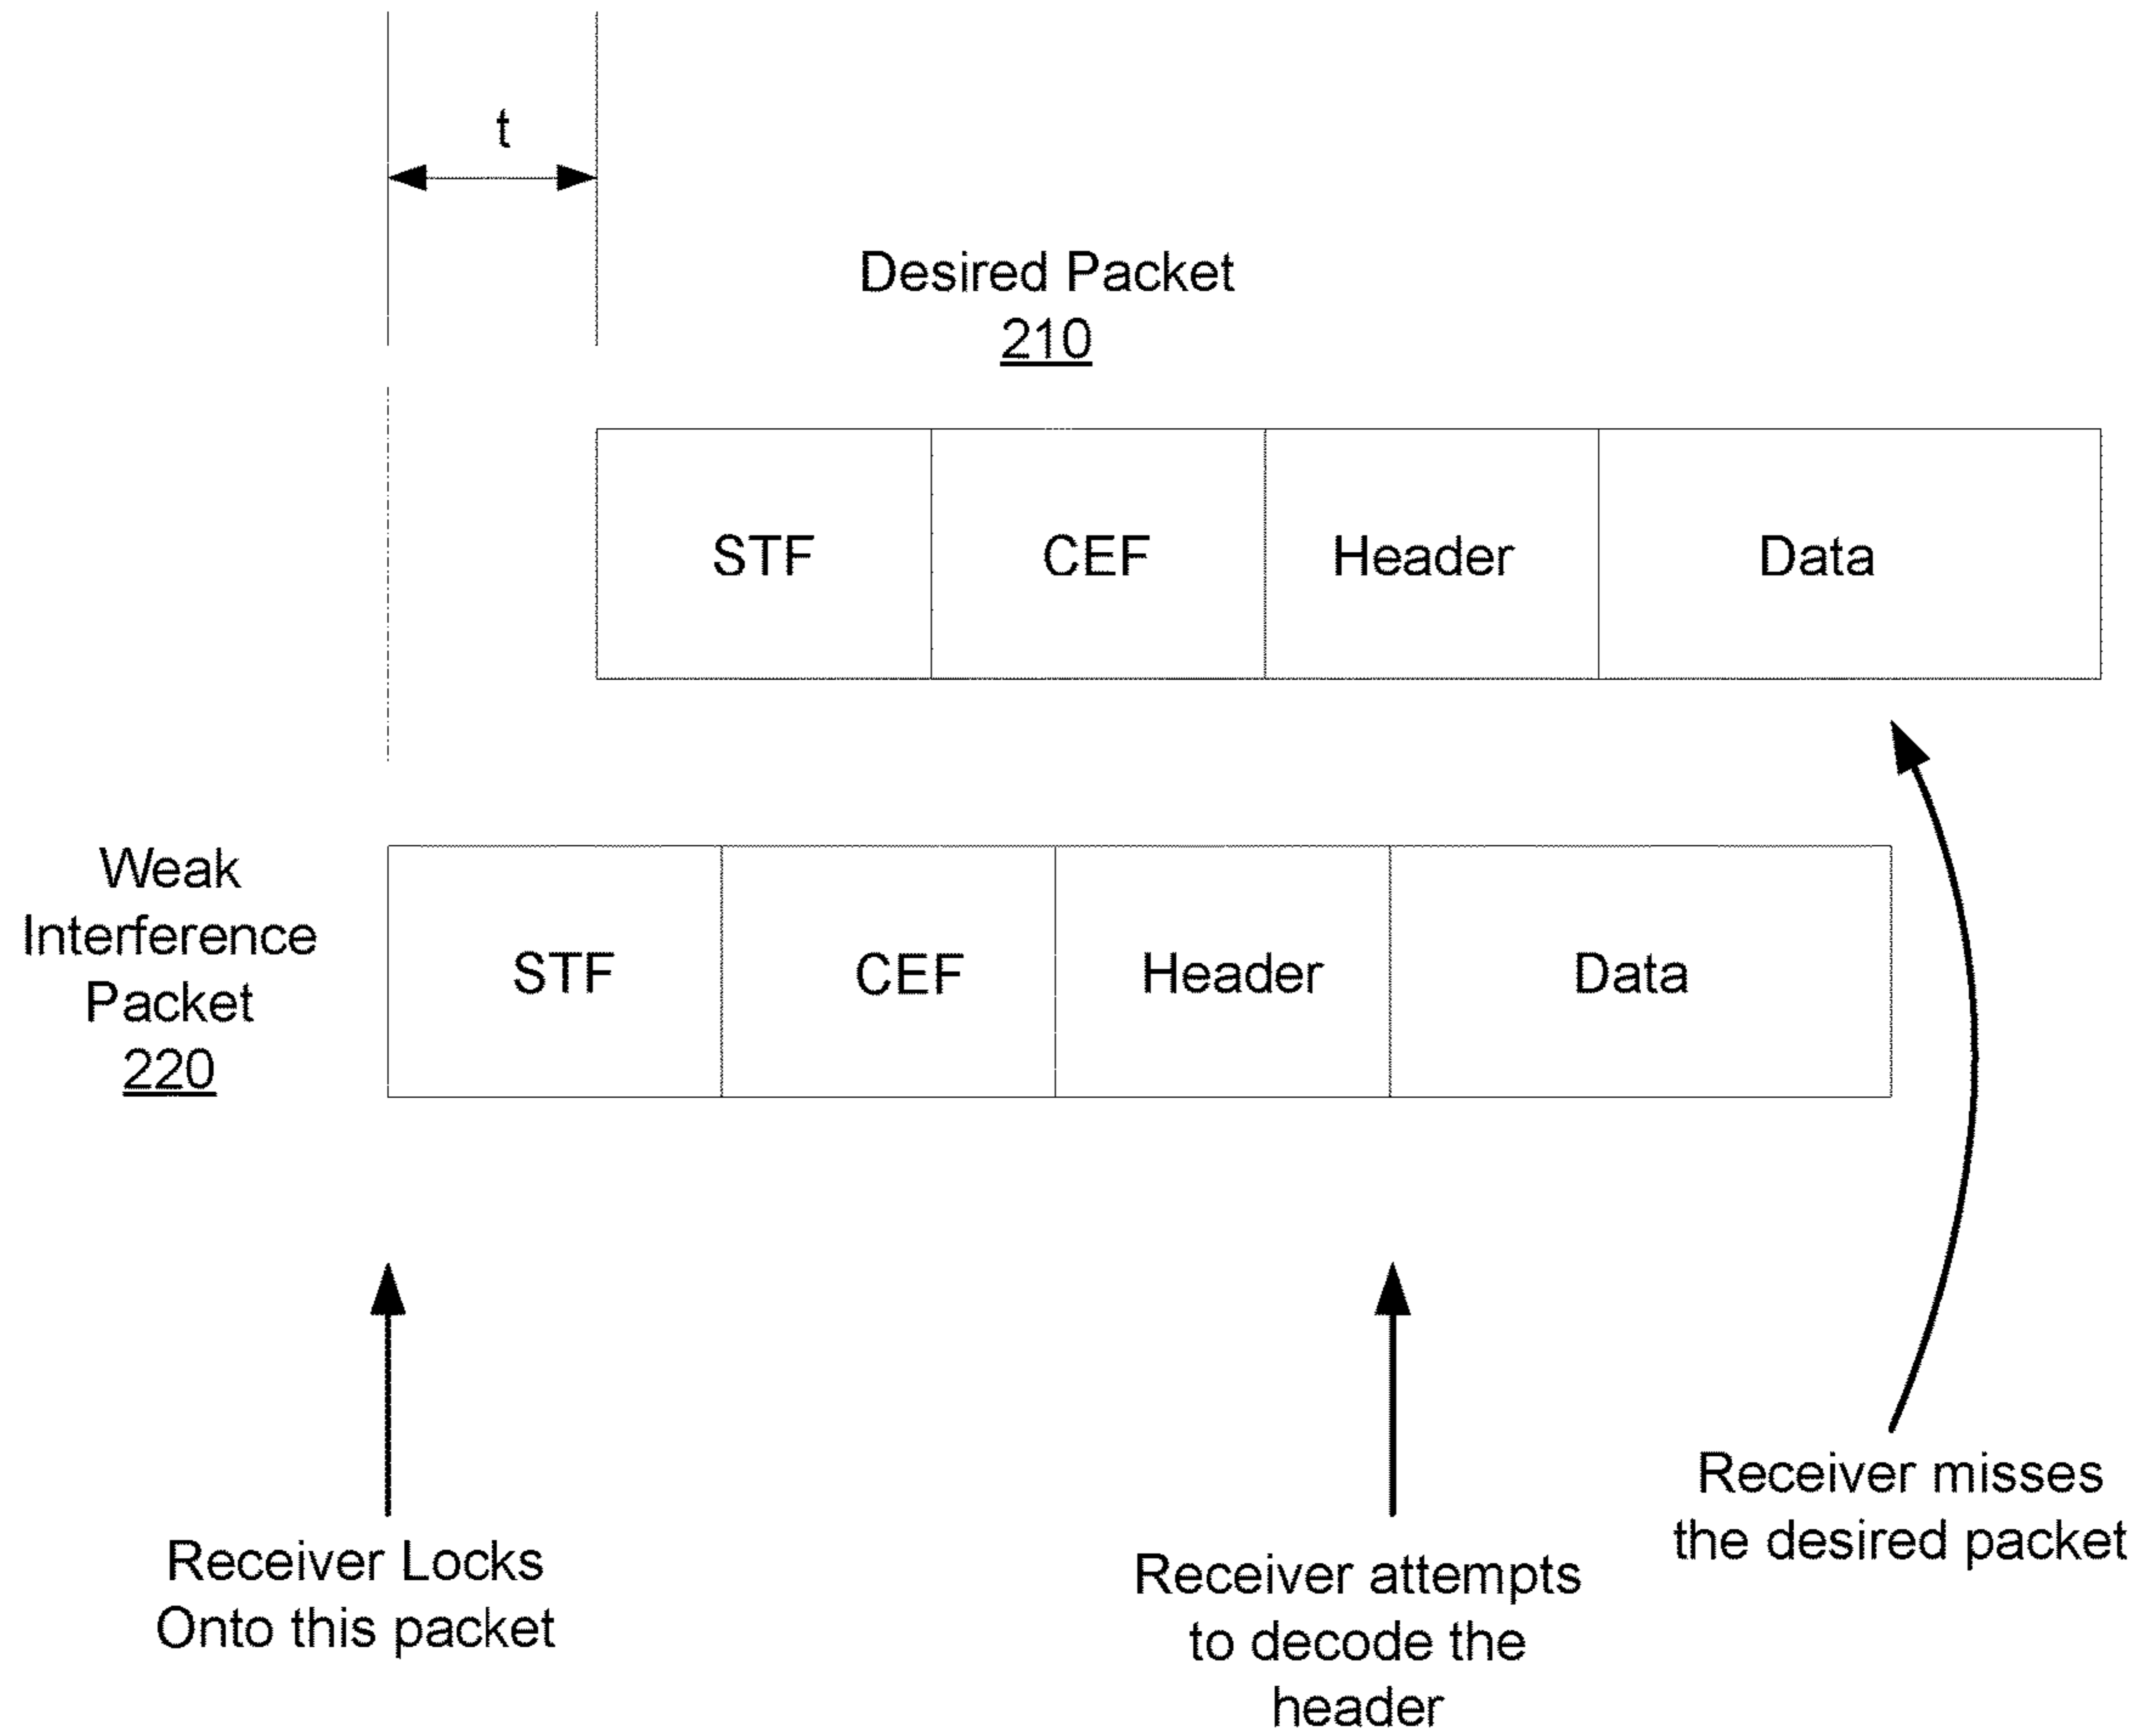 t
Desired Packet
210
STF
CEF
Header
Data
Weak
Interference
Packet
220
STF
CEF
Header
Data
Receiver Locks
Onto this packet
Receiver attempts
to decode the
header
Receiver misses
the desired packet